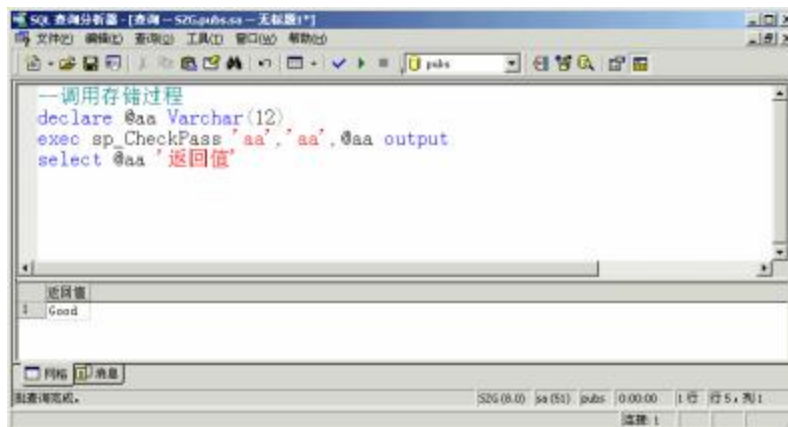 SQL 查询分析器 - [查询 -- SZG.pubs.sa -- 无标题1*]
文件(F) 编辑(E) 查询(Q) 工具(T) 窗口(W) 帮助(H)
pubs
--调用存储过程
declare @aa Varchar(12)
exec sp_CheckPass 'aa','aa',@aa output
select @aa '返回值'
返回值
1 Good
网格 消息
批查询完成。 SZG (8.0) sa (51) pubs 0:00:00 1 行 行 5, 列 1
连接: 1